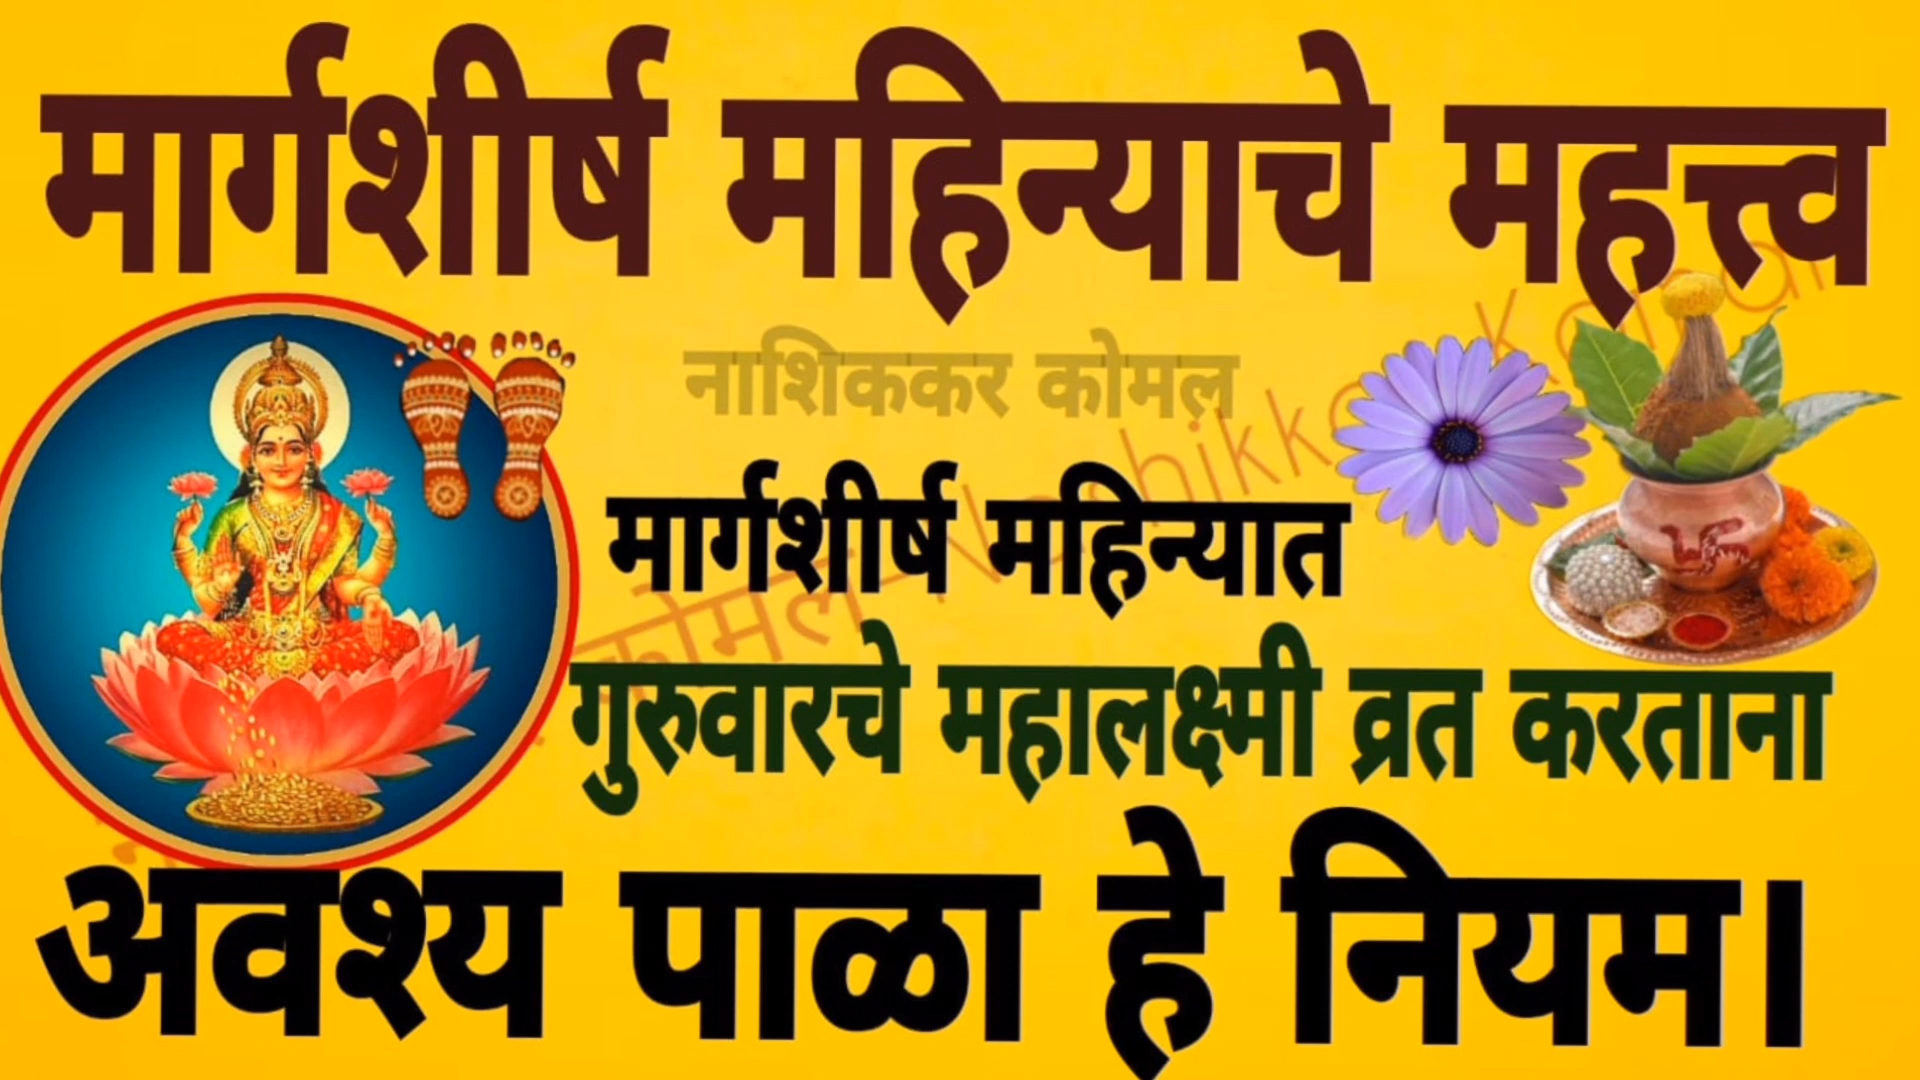 मार्गशीर्ष महिन्याचे महत्त्व
नाशिककर कोमल
मार्गशीर्ष महिन्यात
गुरुवारचे महालक्ष्मी व्रत करताना
अवश्य पाळा हे नियम।